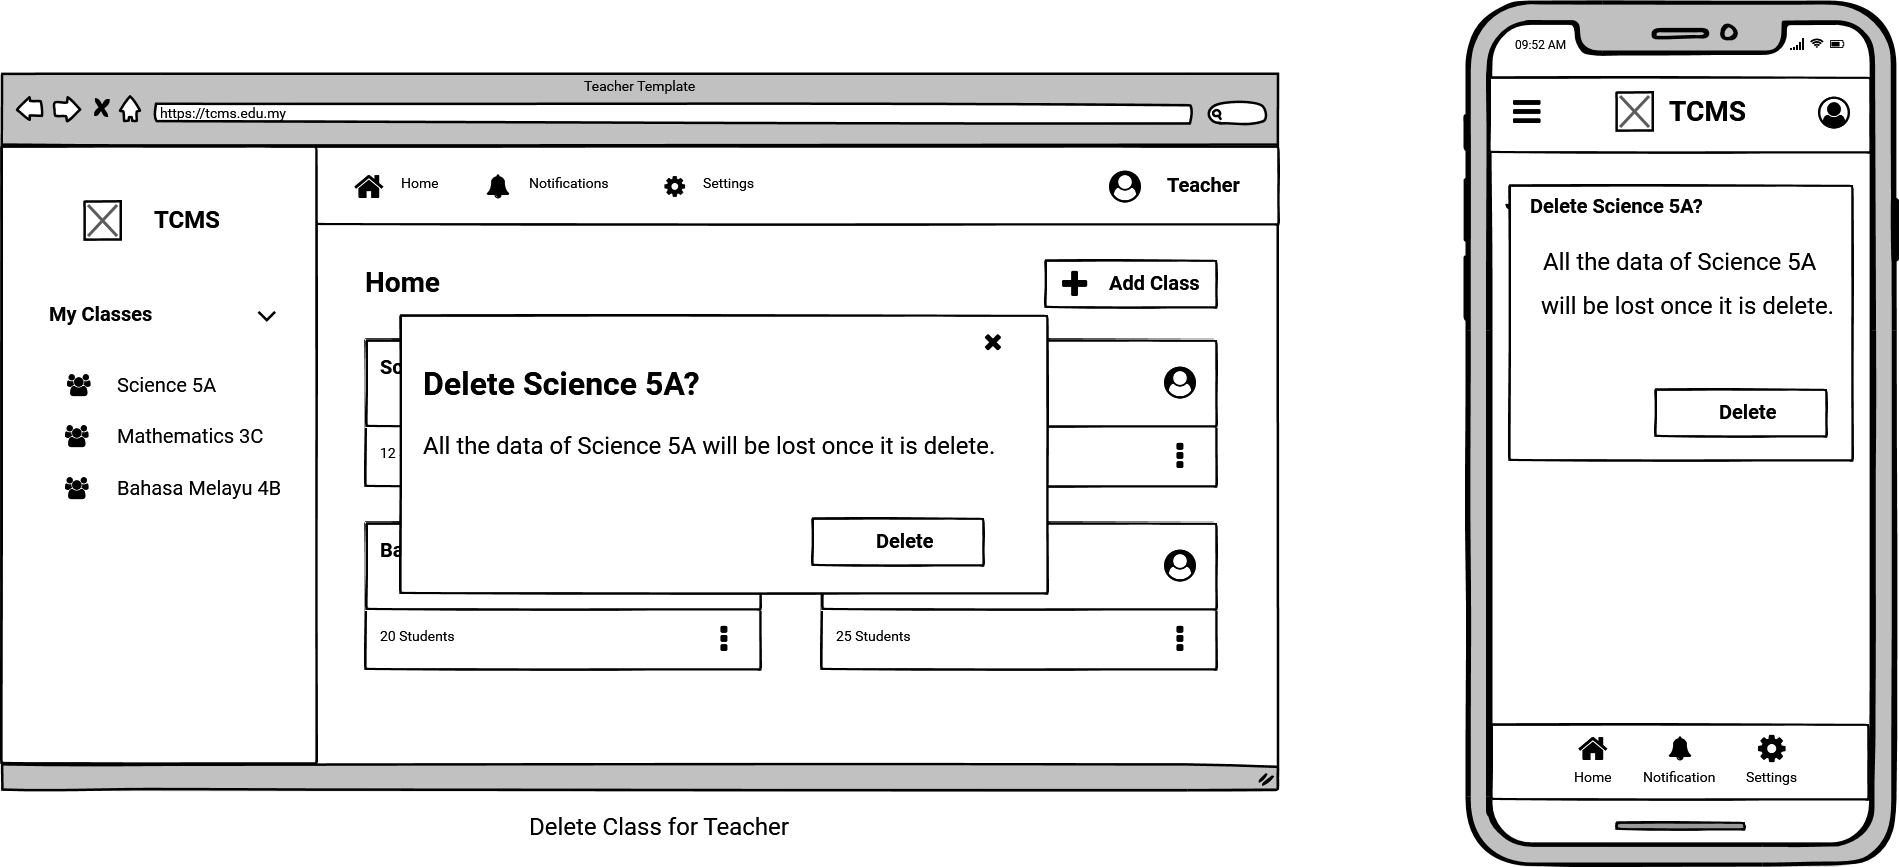 Teacher Template
https://tcms.edu.my
TCMS
My Classes
Science 5A
Mathematics 3C
Bahasa Melayu 4B
Home
Notifications
Settings
Teacher
Home
Add Class
Sc
12
Delete Science 5A?
All the data of Science 5A will be lost once it is delete.
Delete
Ba
20 Students
25 Students
Delete Class for Teacher
09:52 AM
TCMS
Delete Science 5A?
All the data of Science 5A
will be lost once it is delete.
Delete
Home
Notification
Settings